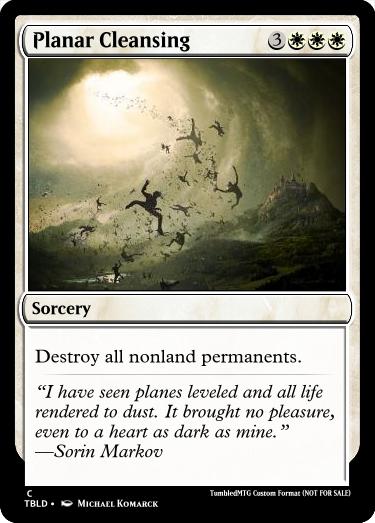 Planar Cleansing 3
Sorcery
Destroy all nonland permanents.
“I have seen planes leveled and all life
rendered to dust. It brought no pleasure,
even to a heart as dark as mine.”
—Sorin Markov
C
TBLD • Michael Komarck
TumbledMTG Custom Format (NOT FOR SALE)